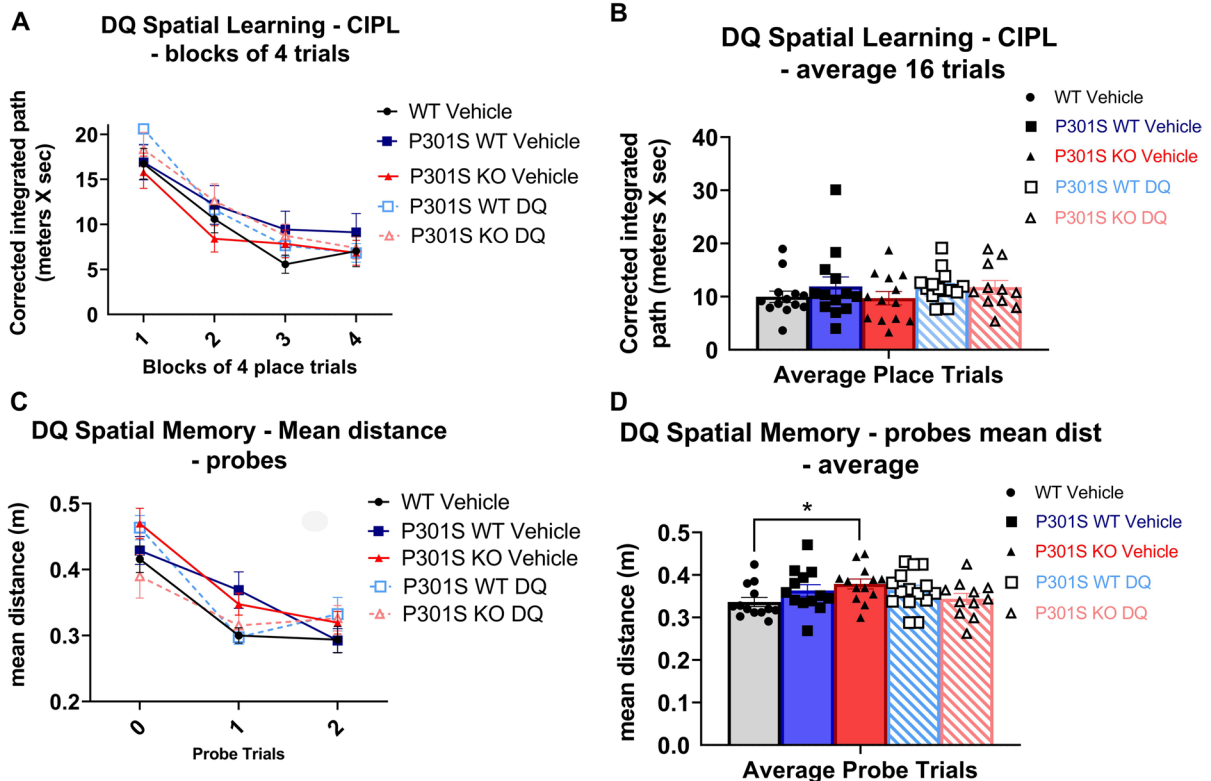 A
DQ Spatial Learning - CIPL
- blocks of 4 trials
Corrected integrated path
(meters X sec)
20
15
10
5
0
1
2
3
4
Blocks of 4 place trials
WT Vehicle
P301S WT Vehicle
P301S KO Vehicle
P301S WT DQ
P301S KO DQ
B
DQ Spatial Learning - CIPL
- average 16 trials
Corrected integrated
path (meters X sec)
40
30
20
10
0
Average Place Trials
WT Vehicle
P301S WT Vehicle
P301S KO Vehicle
P301S WT DQ
P301S KO DQ
C
DQ Spatial Memory - Mean distance
- probes
mean distance (m)
0.5
0.4
0.3
0.2
0
1
2
Probe Trials
WT Vehicle
P301S WT Vehicle
P301S KO Vehicle
P301S WT DQ
P301S KO DQ
D
DQ Spatial Memory - probes mean dist
- average
mean distance (m)
0.5
0.4
0.3
0.2
0.1
0.0
*
Average Probe Trials
WT Vehicle
P301S WT Vehicle
P301S KO Vehicle
P301S WT DQ
P301S KO DQ